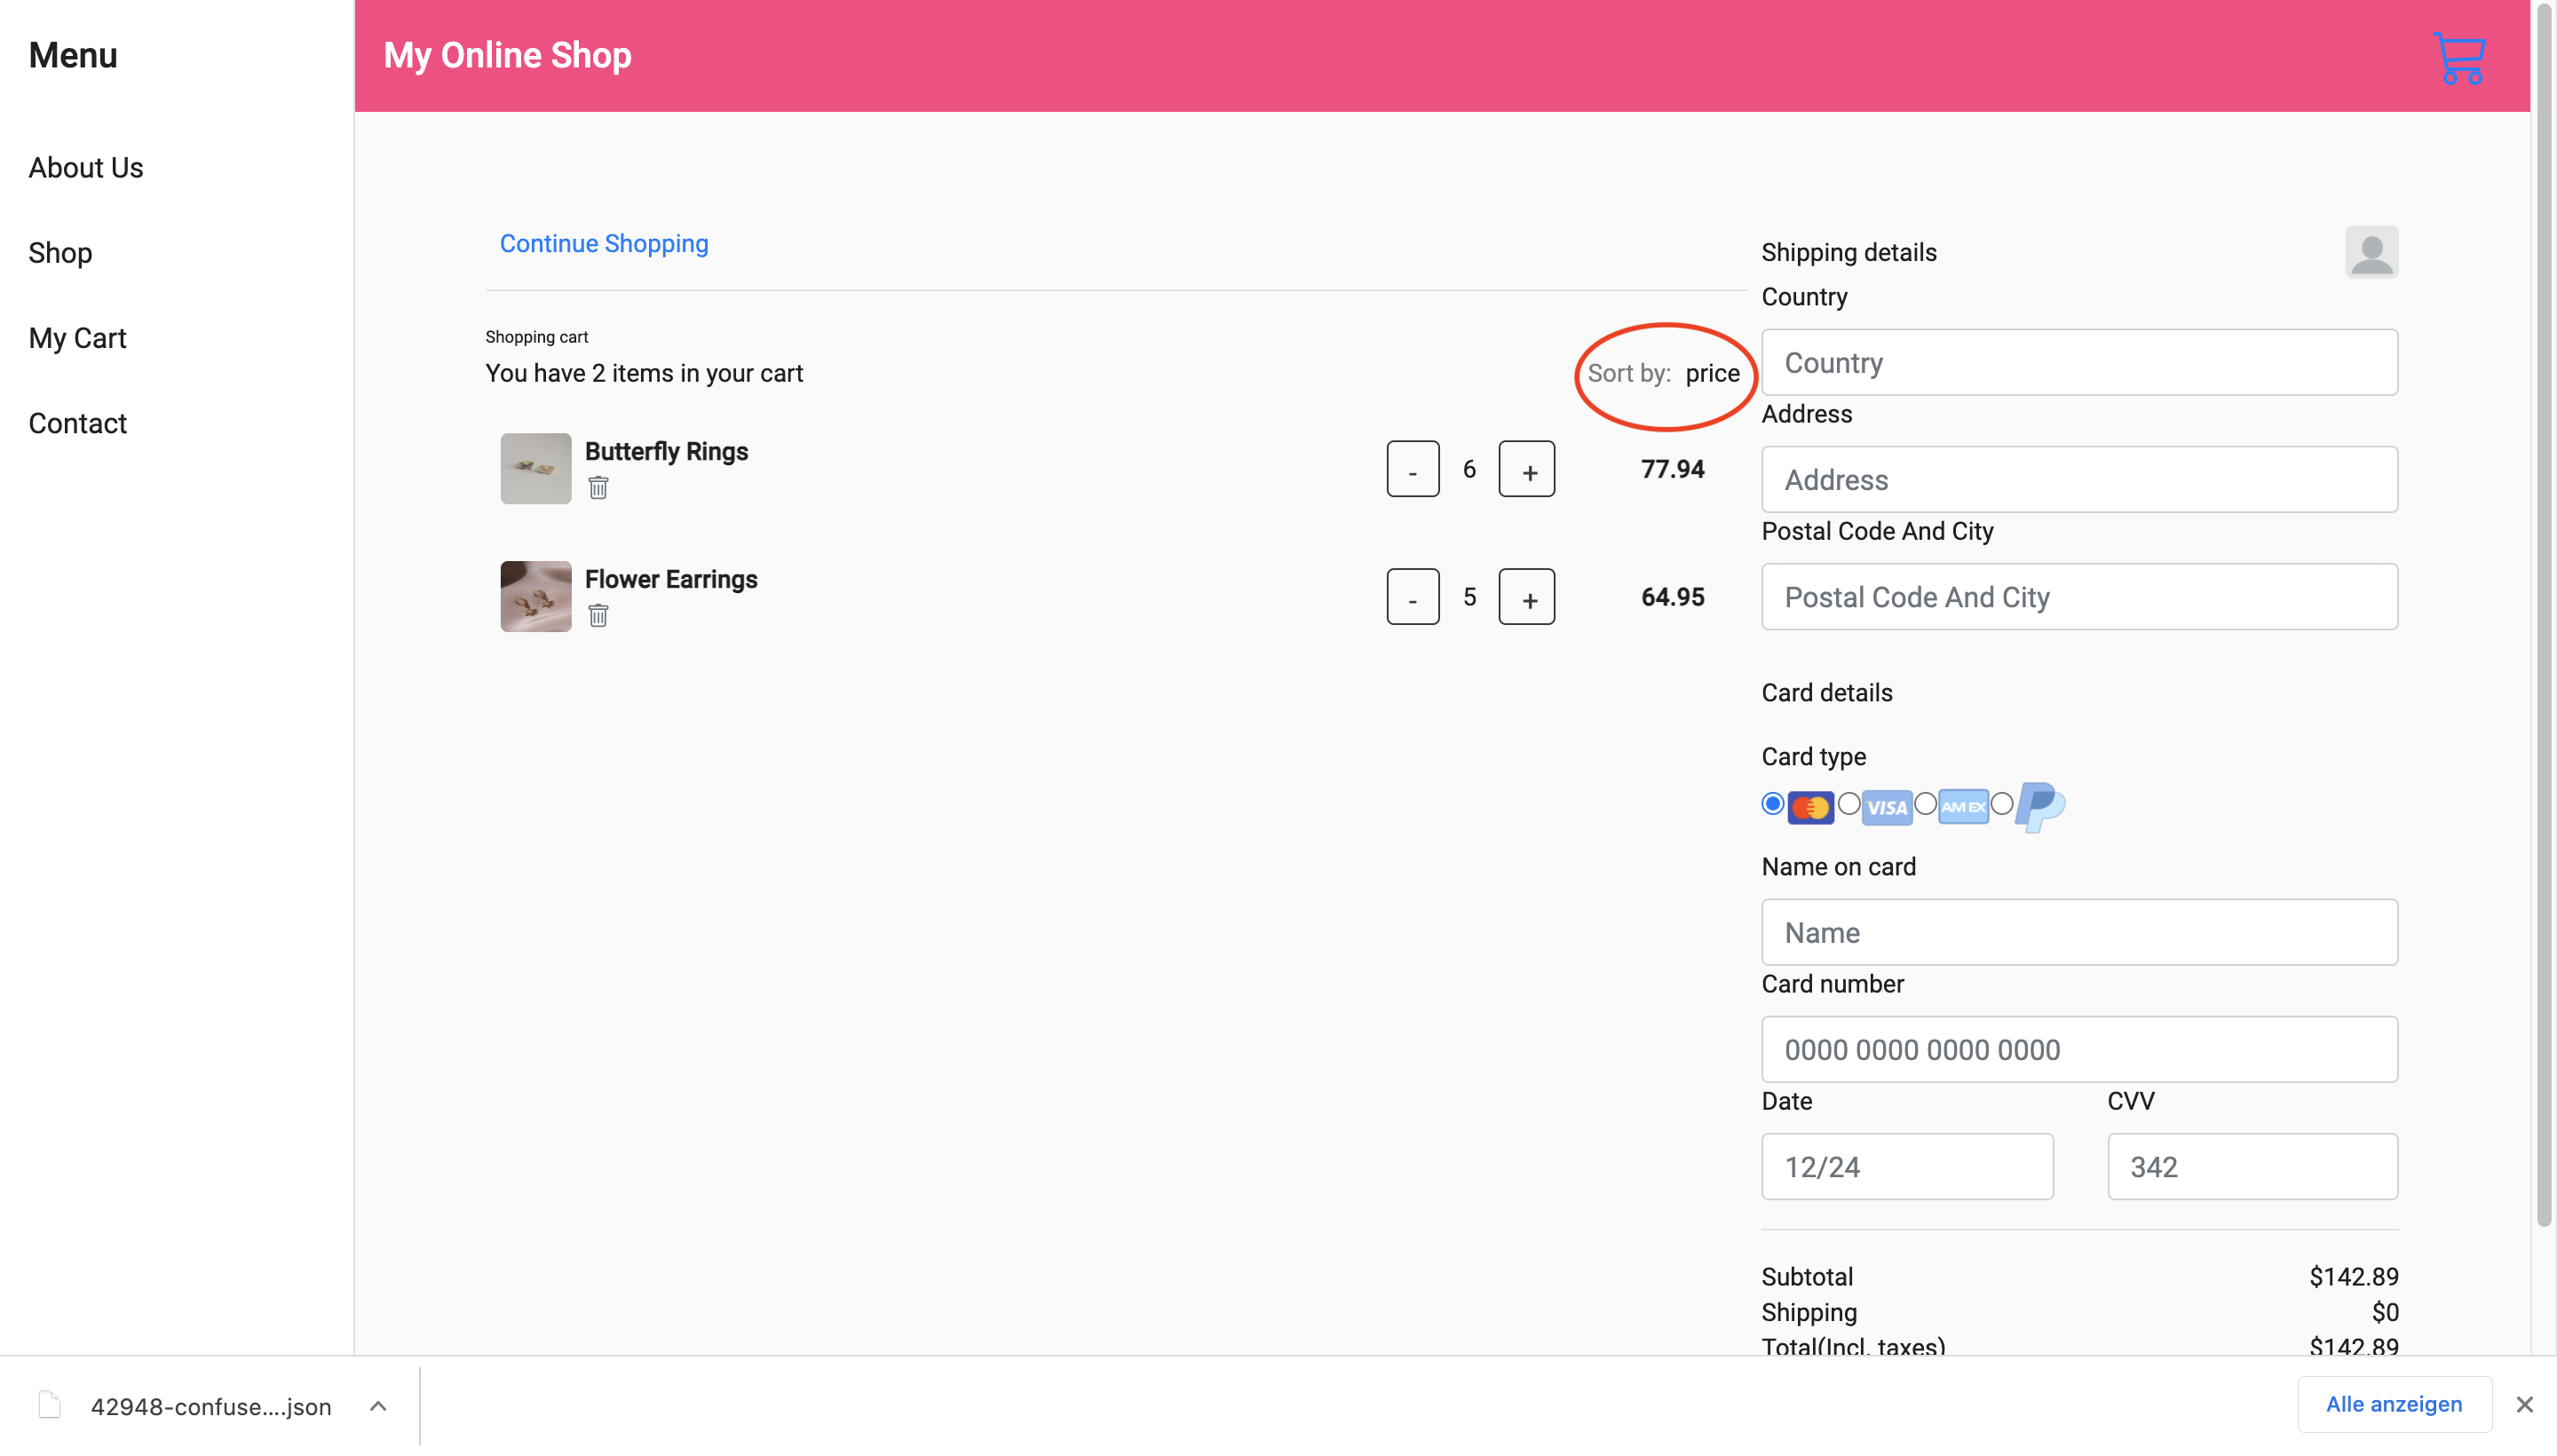 Menu
About Us
Shop
My Cart
Contact
My Online Shop
Continue Shopping
Shopping cart
You have 2 items in your cart
Sort by: price
Butterfly Rings
- 6 + 77.94
Flower Earrings
- 5 + 64.95
Shipping details
Country
Country
Address
Address
Postal Code And City
Postal Code And City
Card details
Card type
VISA AMEX
Name on card
Name
Card number
0000 0000 0000 0000
Date CVV
12/24 342
Subtotal $142.89
Shipping $0
Total(Incl. taxes) $142.89
42948-confuse....json
Alle anzeigen